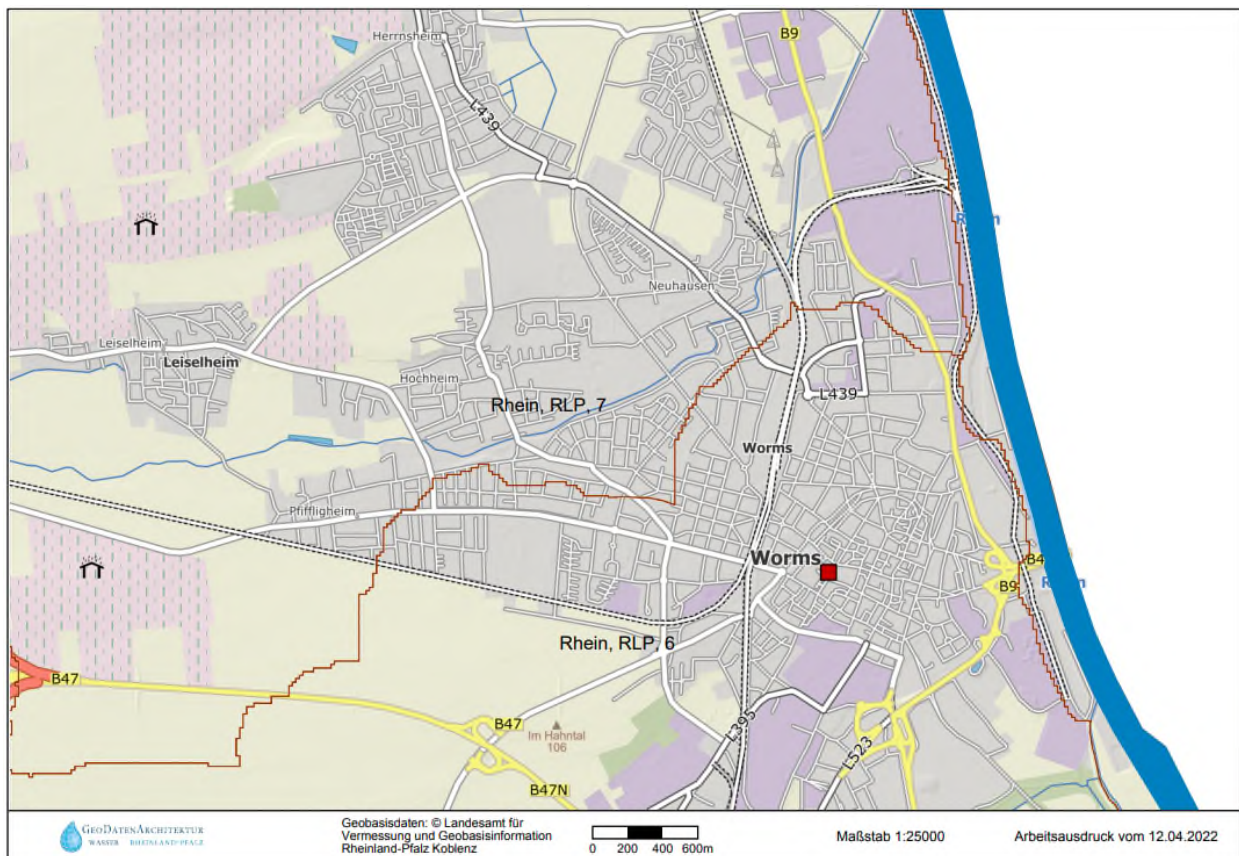 Herrnsheim
B9
L439
Rhein
Neuhausen
Leiselheim
Leiselheim
Hochheim
Rhein, RLP, 7
L439
Worms
Pfiffligheim
Worms
B9
Rhein, RLP, 6
B47
B47
Im Hahntal
106
L395
L523
B47N
GEODATENARCHITEKTUR
WASSER RHEINLAND-PFALZ
Geobasisdaten: © Landesamt für
Vermessung und Geobasisinformation
Rheinland-Pfalz Koblenz
0 200 400 600m
Maßstab 1:25000
Arbeitsausdruck vom 12.04.2022